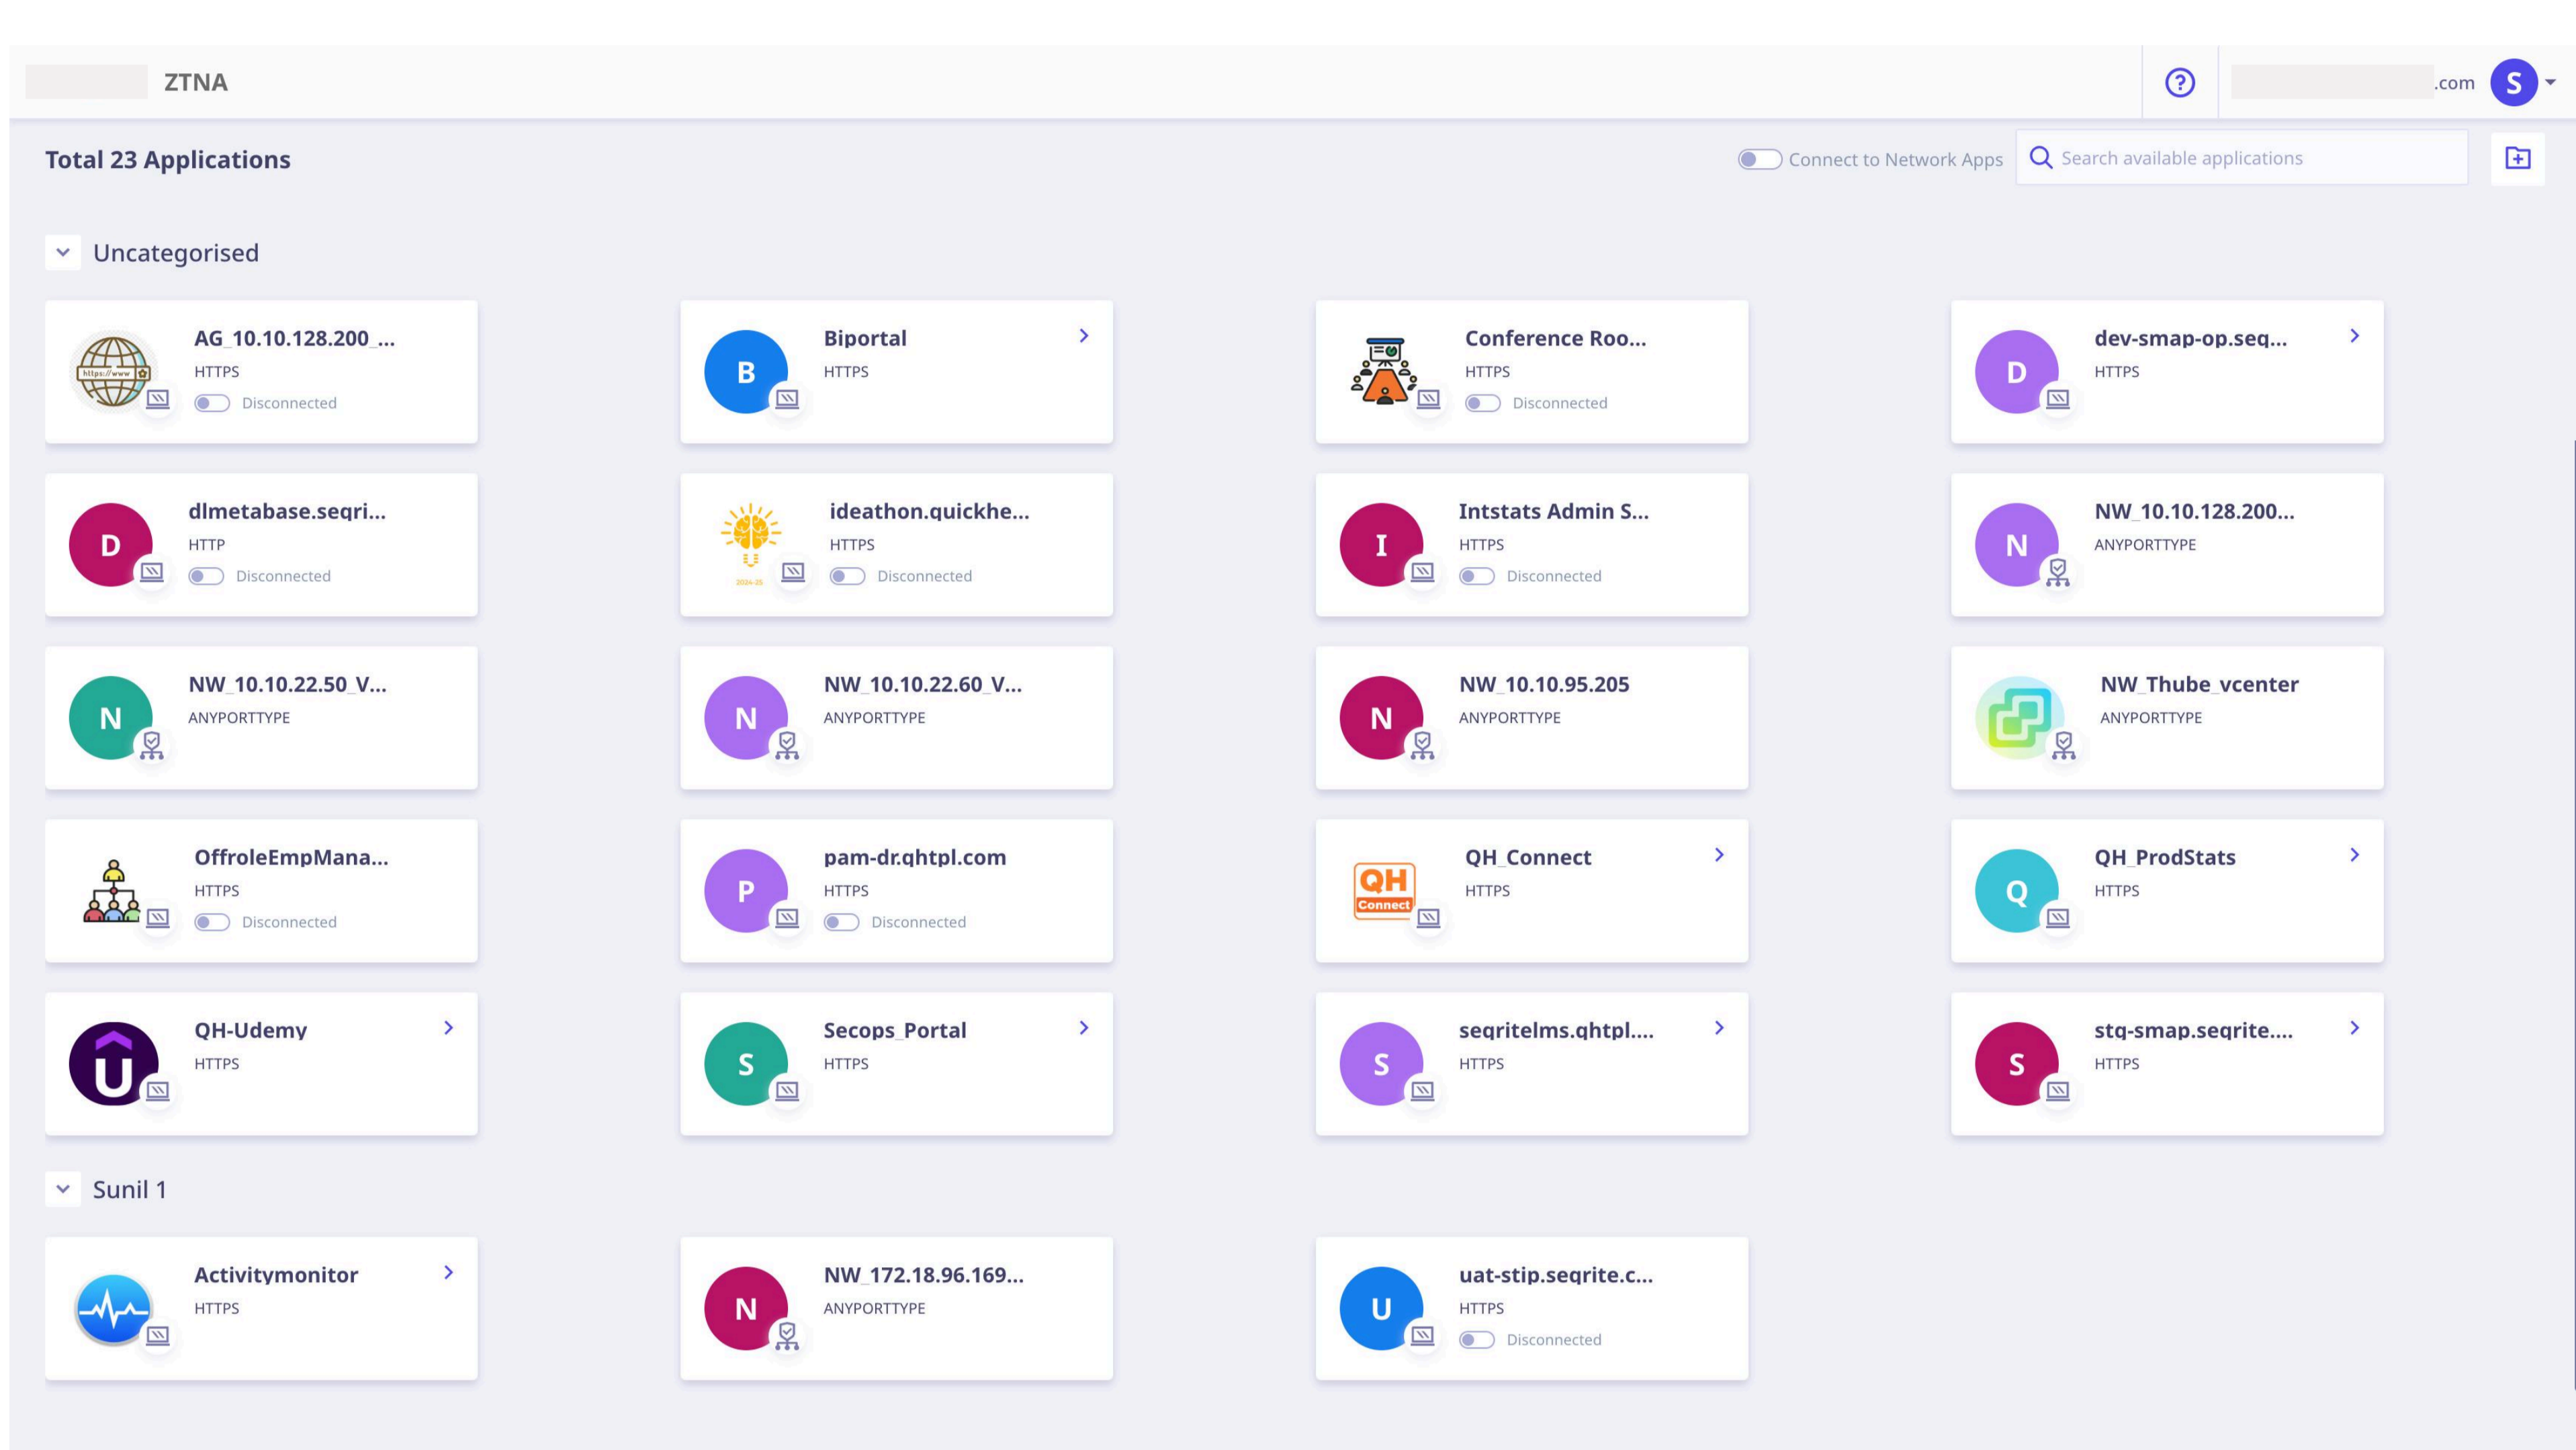 ZTNA
.com S
Total 23 Applications
Connect to Network Apps
Search available applications
Uncategorised
https://www
AG_10.10.128.200_...
HTTPS
Disconnected
B
Biportal
HTTPS
Conference Roo...
HTTPS
Disconnected
D
dev-smap-op.seq...
HTTPS
D
dlmetabase.seqri...
HTTP
Disconnected
2024-25
ideathon.quickhe...
HTTPS
Disconnected
I
Intstats Admin S...
HTTPS
Disconnected
N
NW_10.10.128.200...
ANYPORTTYPE
N
NW_10.10.22.50_V...
ANYPORTTYPE
N
NW_10.10.22.60_V...
ANYPORTTYPE
N
NW_10.10.95.205
ANYPORTTYPE
NW_Thube_vcenter
ANYPORTTYPE
OffroleEmpMana...
HTTPS
Disconnected
P
pam-dr.qhtpl.com
HTTPS
Disconnected
QH
Connect
QH_Connect
HTTPS
Q
QH_ProdStats
HTTPS
U
QH-Udemy
HTTPS
S
Secops_Portal
HTTPS
S
seqritelms.qhtpl....
HTTPS
S
stg-smap.seqrite....
HTTPS
Sunil 1
Activitymonitor
HTTPS
N
NW_172.18.96.169...
ANYPORTTYPE
U
uat-stip.seqrite.c...
HTTPS
Disconnected